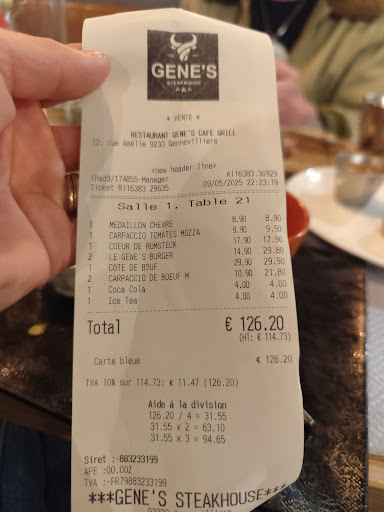 GENE'S
STEAKHOUSE
* VENTE *
RESTAURANT GENE'S CAFE GRILL
12, rue Amélie 9230 Gennevilliers
<new header line>
iPad3/174855-Manager A116383.30929
Ticket R116383.29635 09/05/2025 22:23:19
Salle 1, Table 21
1 MEDAILLON CHEVRE 8.90 8.90
1 CARPACCIO TOMATES MOZZA 9.90 9.90
1 COEUR DE RUMSTECK 17.90 17.90
2 LE GENE'S BURGER 14.90 29.80
1 COTE DE B?UF 29.90 29.90
2 CARPACCIO DE BOEUF M 10.90 21.80
1 Coca Cola 4.00 4.00
1 Ice Tea 4.00 4.00
Total € 126.20
(HT: € 114.73)
Carte bleue € 126.20
TVA 10% sur 114.73: € 11.47 (126.20)
Aide à la division
126.20 / 4 = 31.55
31.55 x 2 = 63.10
31.55 x 3 = 94.65
Siret :-883233199
APE :00.00Z
TVA :-FR79883233199
***GENE'S STEAKHOUSE***